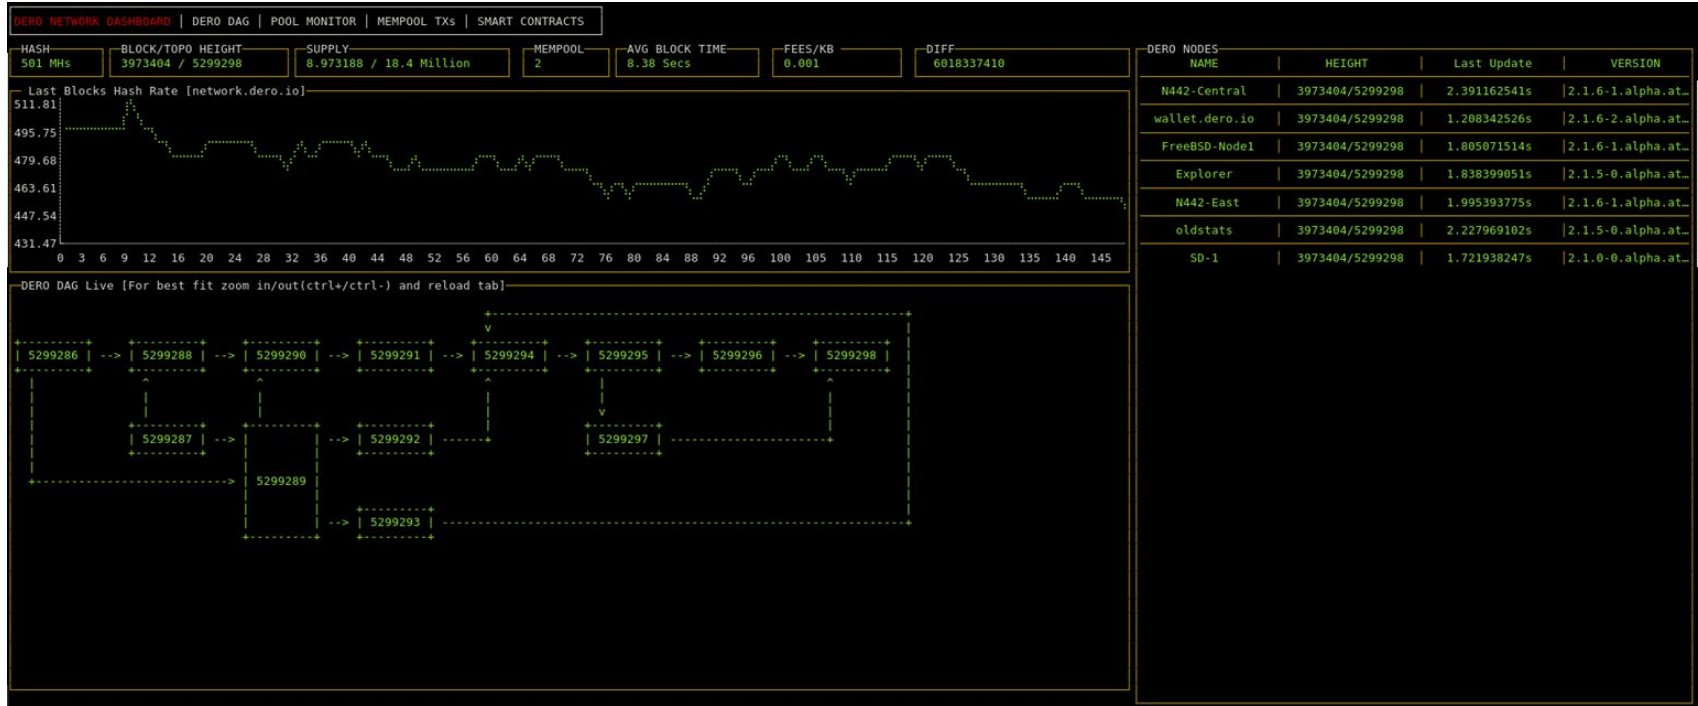 DERO NETWORK DASHBOARD │ DERO DAG │ POOL MONITOR │ MEMPOOL TXs │ SMART CONTRACTS
HASH BLOCK/TOPO HEIGHT SUPPLY MEMPOOL AVG BLOCK TIME FEES/KB DIFF
501 MHs 3973404 / 5299298 8.973188 / 18.4 Million 2 8.38 Secs 0.001 6018337410
Last Blocks Hash Rate [network.dero.io]
511.81
495.75
479.68
463.61
447.54
431.47
0 3 6 9 12 16 20 24 28 32 36 40 44 48 52 56 60 64 68 72 76 80 84 88 92 96 100 105 110 115 120 125 130 135 140 145
DERO DAG Live [For best fit zoom in/out(ctrl+/ctrl-) and reload tab]
5299286 --> 5299288 --> 5299290 --> 5299291 --> 5299294 --> 5299295 --> 5299296 --> 5299298
5299287 --> --> 5299292 5299297
5299289
--> 5299293
DERO NODES
NAME │ HEIGHT │ Last Update │ VERSION
N442-Central │ 3973404/5299298 │ 2.391162541s │2.1.6-1.alpha.at…
wallet.dero.io │ 3973404/5299298 │ 1.208342526s │2.1.6-2.alpha.at…
FreeBSD-Node1 │ 3973404/5299298 │ 1.805071514s │2.1.6-1.alpha.at…
Explorer │ 3973404/5299298 │ 1.838399051s │2.1.5-0.alpha.at…
N442-East │ 3973404/5299298 │ 1.995393775s │2.1.6-1.alpha.at…
oldstats │ 3973404/5299298 │ 2.227969102s │2.1.5-0.alpha.at…
SD-1 │ 3973404/5299298 │ 1.721938247s │2.1.0-0.alpha.at…